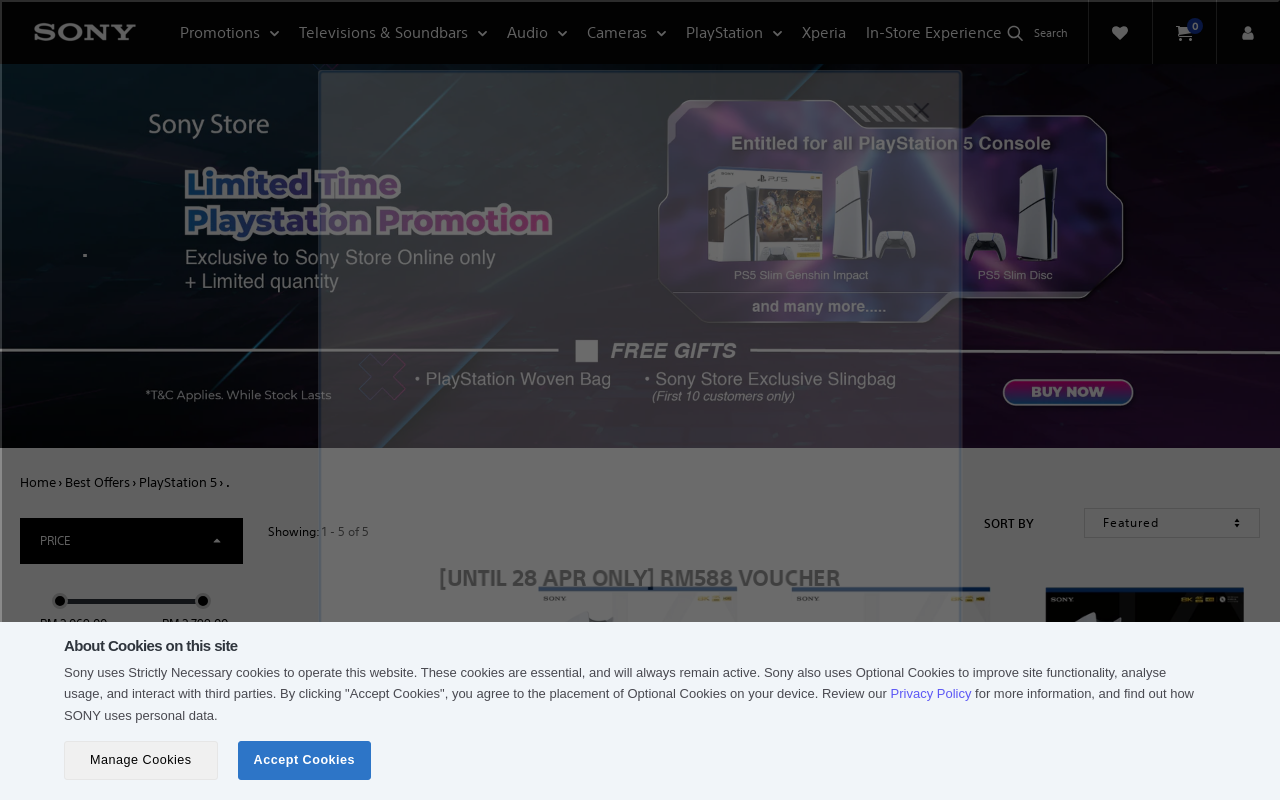 SONY
Promotions
Televisions & Soundbars
Audio
Cameras
PlayStation
Xperia
In-Store Experience
Search
0
Sony Store
Limited Time
Playstation Promotion
Exclusive to Sony Store Online only
+ Limited quantity
Entitled for all PlayStation 5 Console
PS5 Slim Genshin Impact
PS5 Slim Disc
and many more.....
FREE GIFTS
• PlayStation Woven Bag
• Sony Store Exclusive Slingbag
(First 10 customers only)
*T&C Applies. While Stock Lasts
BUY NOW
Home › Best Offers › PlayStation 5 › .
PRICE
Showing: 1 - 5 of 5
SORT BY
Featured
[UNTIL 28 APR ONLY] RM588 VOUCHER
SONY
SONY
SONY
About Cookies on this site
Sony uses Strictly Necessary cookies to operate this website. These cookies are essential, and will always remain active. Sony also uses Optional Cookies to improve site functionality, analyse
usage, and interact with third parties. By clicking "Accept Cookies", you agree to the placement of Optional Cookies on your device. Review our Privacy Policy for more information, and find out how
SONY uses personal data.
Manage Cookies
Accept Cookies